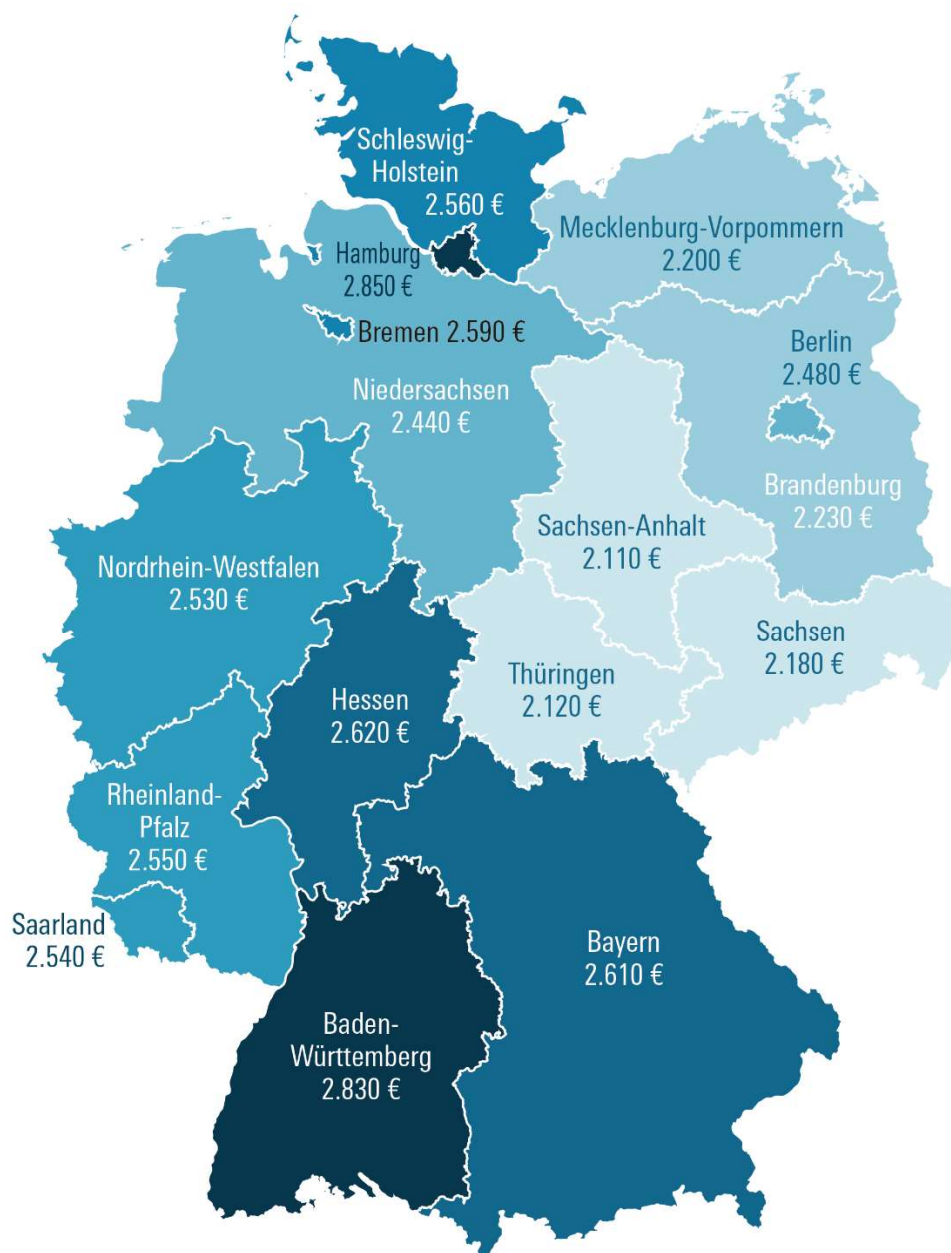 Schleswig-
Holstein
2.560 €
Mecklenburg-Vorpommern
2.200 €
Hamburg
2.850 €
Bremen 2.590 €
Berlin
2.480 €
Niedersachsen
2.440 €
Brandenburg
2.230 €
Sachsen-Anhalt
2.110 €
Nordrhein-Westfalen
2.530 €
Sachsen
2.180 €
Thüringen
2.120 €
Hessen
2.620 €
Rheinland-
Pfalz
2.550 €
Saarland
2.540 €
Bayern
2.610 €
Baden-
Württemberg
2.830 €